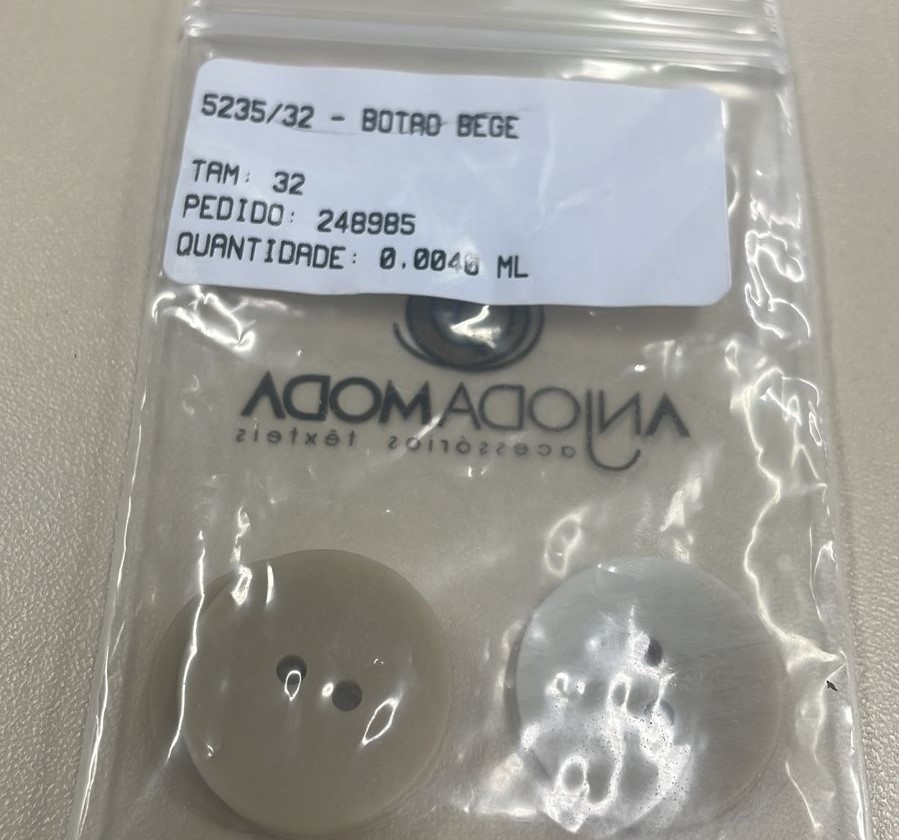 5235/32 - BOTAO BEGE
TAM: 32
PEDIDO: 248985
QUANTIDADE: 0.0040 ML
ANJODAMODA
acessórios têxteis